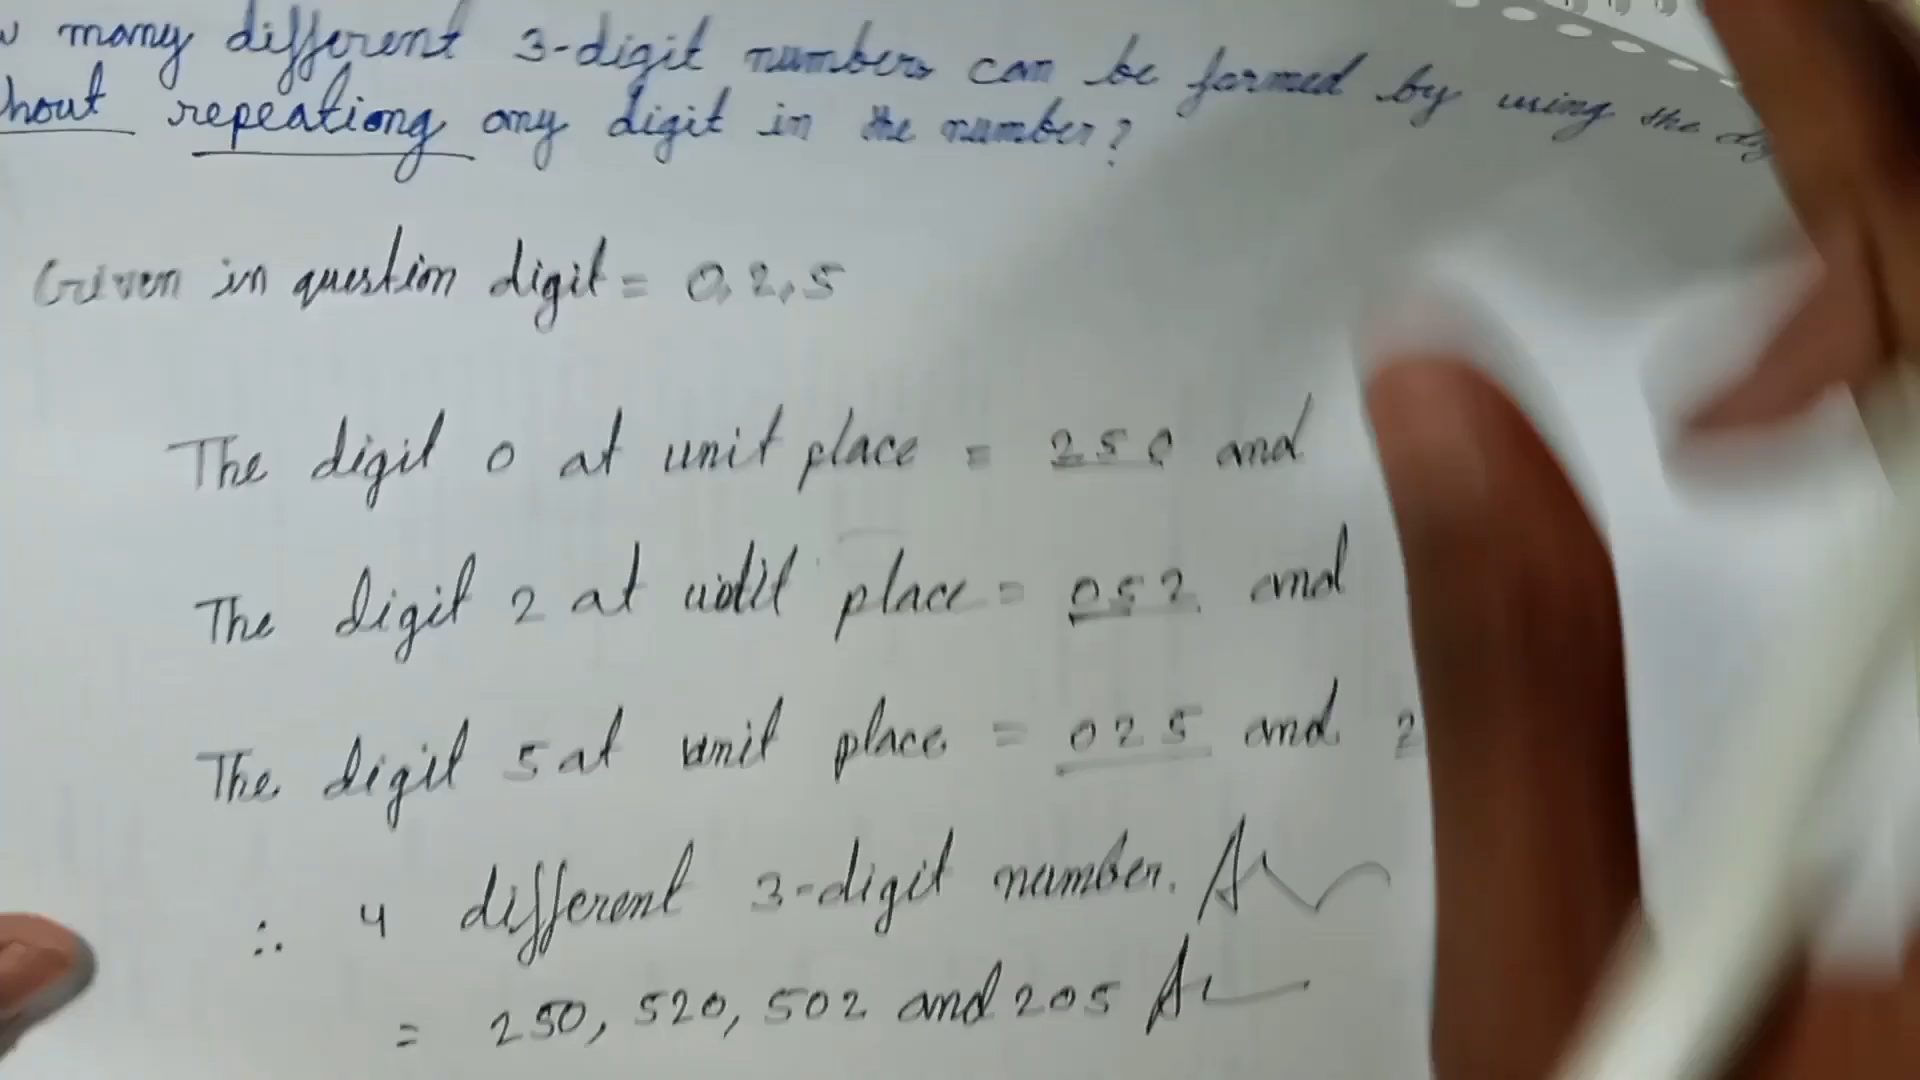 many different 3-digit numbers can be formed by using the
hout repeationg any digit in the number?
Given in question digit = 0,2,5
The digit 0 at unit place = 250 and
The digit 2 at unit place = 052 and
The digit 5 at unit place = 025 and 2
∴ 4 different 3-digit number.
= 250, 520, 502 and 205